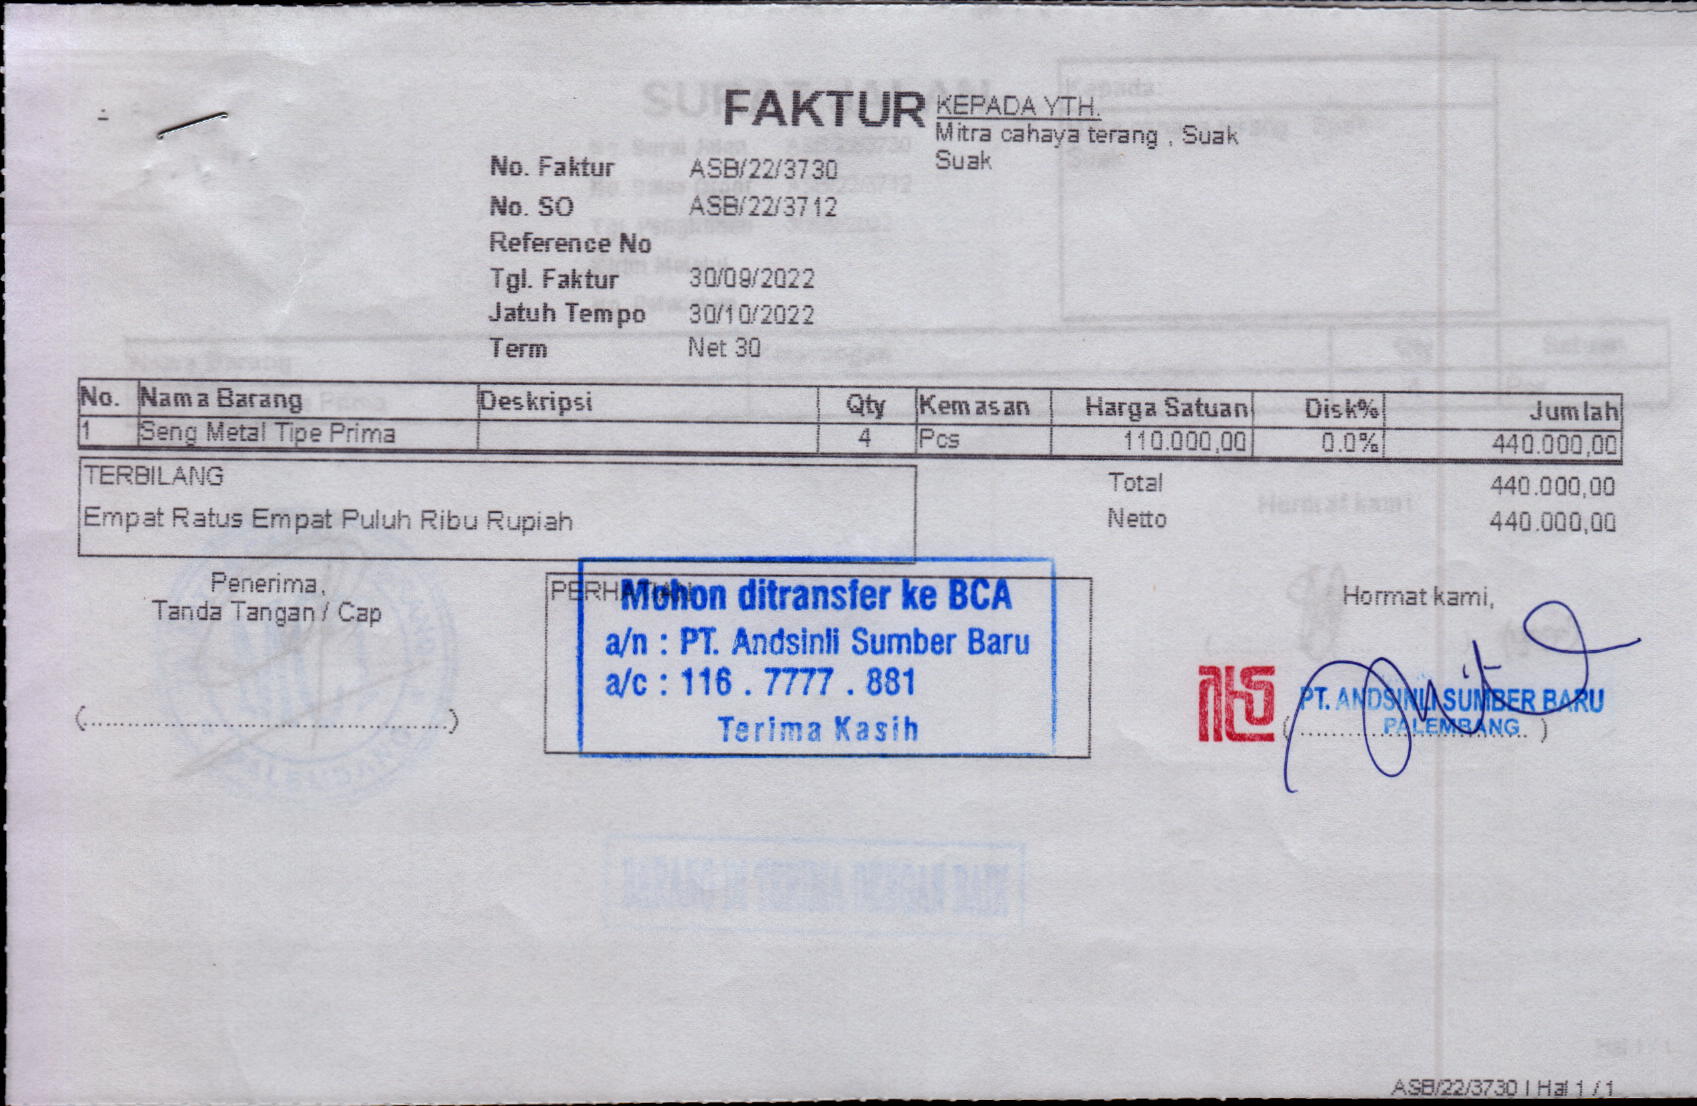 FAKTUR
KEPADA YTH.
Mitra cahaya terang , Suak
Suak
No. Faktur ASB/22/3730
No. SO ASB/22/3712
Reference No
Tgl. Faktur 30/09/2022
Jatuh Tempo 30/10/2022
Term Net 30
No. Nama Barang Deskripsi Qty Kemasan Harga Satuan Disk% Jumlah
1 Seng Metal Tipe Prima 4 Pcs 110.000,00 0.0% 440.000,00
TERBILANG
Empat Ratus Empat Puluh Ribu Rupiah
Total 440.000,00
Netto 440.000,00
Penerima,
Tanda Tangan / Cap
(............................................)
PERHATIAN
Mohon ditransfer ke BCA
a/n : PT. Andsinli Sumber Baru
a/c : 116 . 7777 . 881
Terima Kasih
Hormat kami,
PT. ANDSINLI SUMBER BARU
PALEMBANG
ASB/22/3730 | Hal 1 / 1